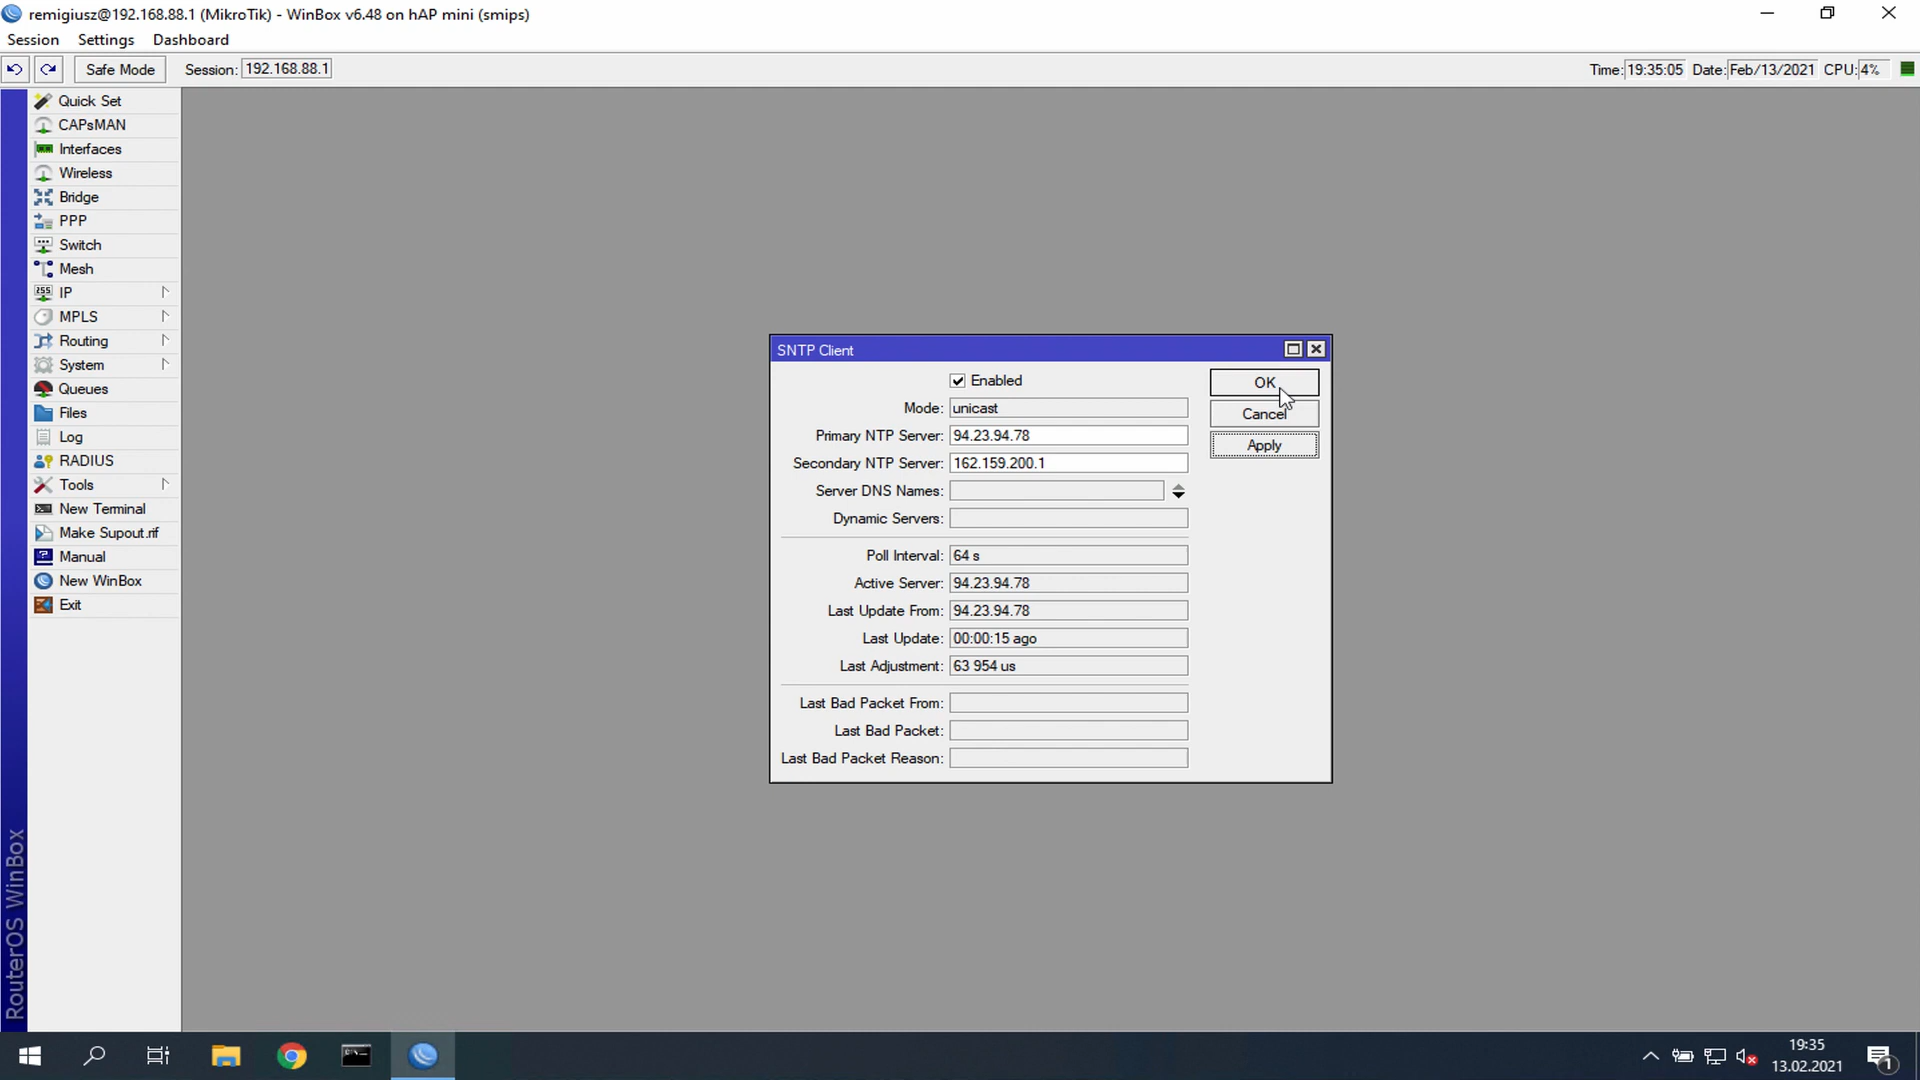 remigiusz@192.168.88.1 (MikroTik) - WinBox v6.48 on hAP mini (smips)
Session Settings Dashboard
Safe Mode Session: 192.168.88.1 Time: 19:35:05 Date: Feb/13/2021 CPU: 4%
Quick Set
CAPsMAN
Interfaces
Wireless
Bridge
PPP
Switch
Mesh
255 IP
MPLS
Routing
System
Queues
Files
Log
RADIUS
Tools
New Terminal
Make Supout.rif
Manual
New WinBox
Exit
RouterOS WinBox
SNTP Client
Enabled
Mode: unicast
Primary NTP Server: 94.23.94.78
Secondary NTP Server: 162.159.200.1
Server DNS Names:
Dynamic Servers:
Poll Interval: 64 s
Active Server: 94.23.94.78
Last Update From: 94.23.94.78
Last Update: 00:00:15 ago
Last Adjustment: 63 954 us
Last Bad Packet From:
Last Bad Packet:
Last Bad Packet Reason:
OK
Cancel
Apply
19:35
13.02.2021
1